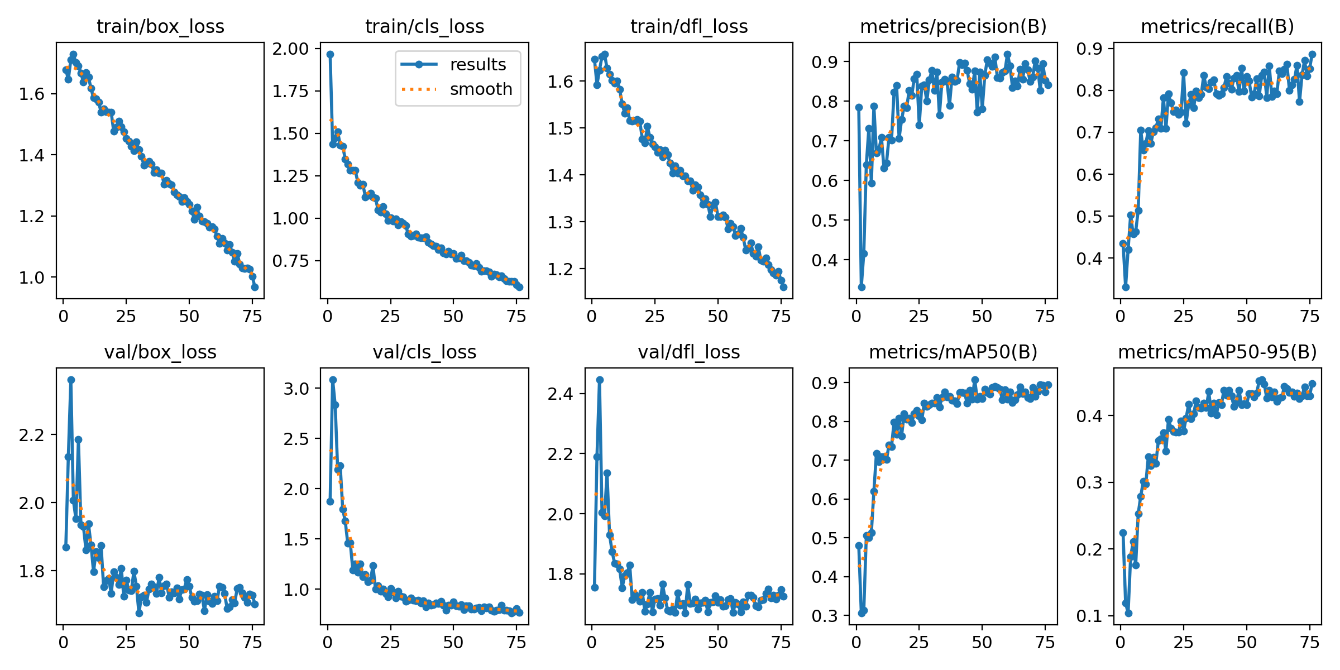 train/box_loss train/cls_loss train/dfl_loss metrics/precision(B) metrics/recall(B)
2.00 0.9
results
smooth
1.6 1.75 1.6 0.9 0.8
1.50 1.5 0.8 0.7
1.4 1.25 1.4 0.7 0.6
1.2 1.00 1.3 0.6 0.5
0.5
1.0 0.75 1.2 0.4 0.4
0 25 50 75 0 25 50 75 0 25 50 75 0 25 50 75 0 25 50 75
val/box_loss val/cls_loss val/dfl_loss metrics/mAP50(B) metrics/mAP50-95(B)
3.0 2.4 0.9
2.2 2.5 0.8 0.4
2.2 0.7
2.0 2.0 2.0 0.6 0.3
1.5 0.5 0.2
1.8 1.0 1.8 0.4
0.3 0.1
0 25 50 75 0 25 50 75 0 25 50 75 0 25 50 75 0 25 50 75